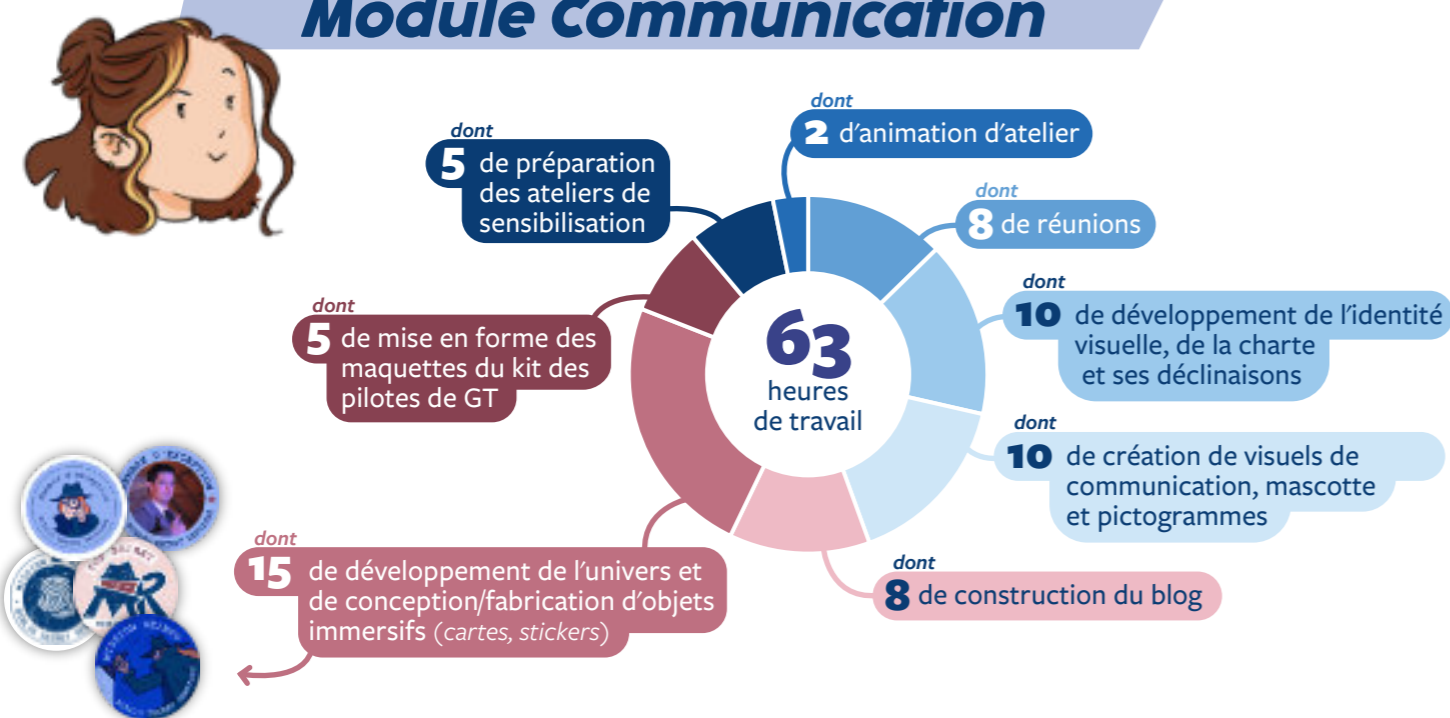 Module Communication
dont
2 d'animation d'atelier
dont
5 de préparation
des ateliers de
sensibilisation
dont
8 de réunions
dont
10 de développement de l'identité
visuelle, de la charte
et ses déclinaisons
dont
5 de mise en forme des
maquettes du kit des
pilotes de GT
63
heures
de travail
dont
10 de création de visuels de
communication, mascotte
et pictogrammes
dont
15 de développement de l'univers et
de conception/fabrication d'objets
immersifs (cartes, stickers)
dont
8 de construction du blog